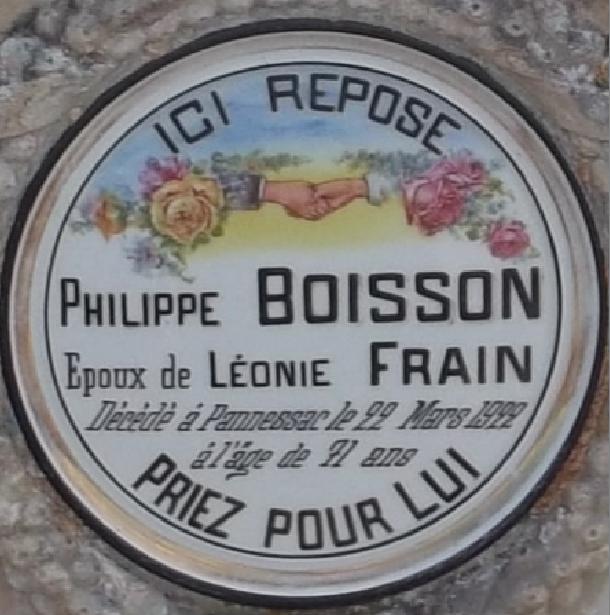 ICI REPOSE
PHILIPPE BOISSON
Epoux de LÉONIE FRAIN
Décédé à Pannessac le 22 Mars 1922
à l'âge de 71 ans
PRIEZ POUR LUI